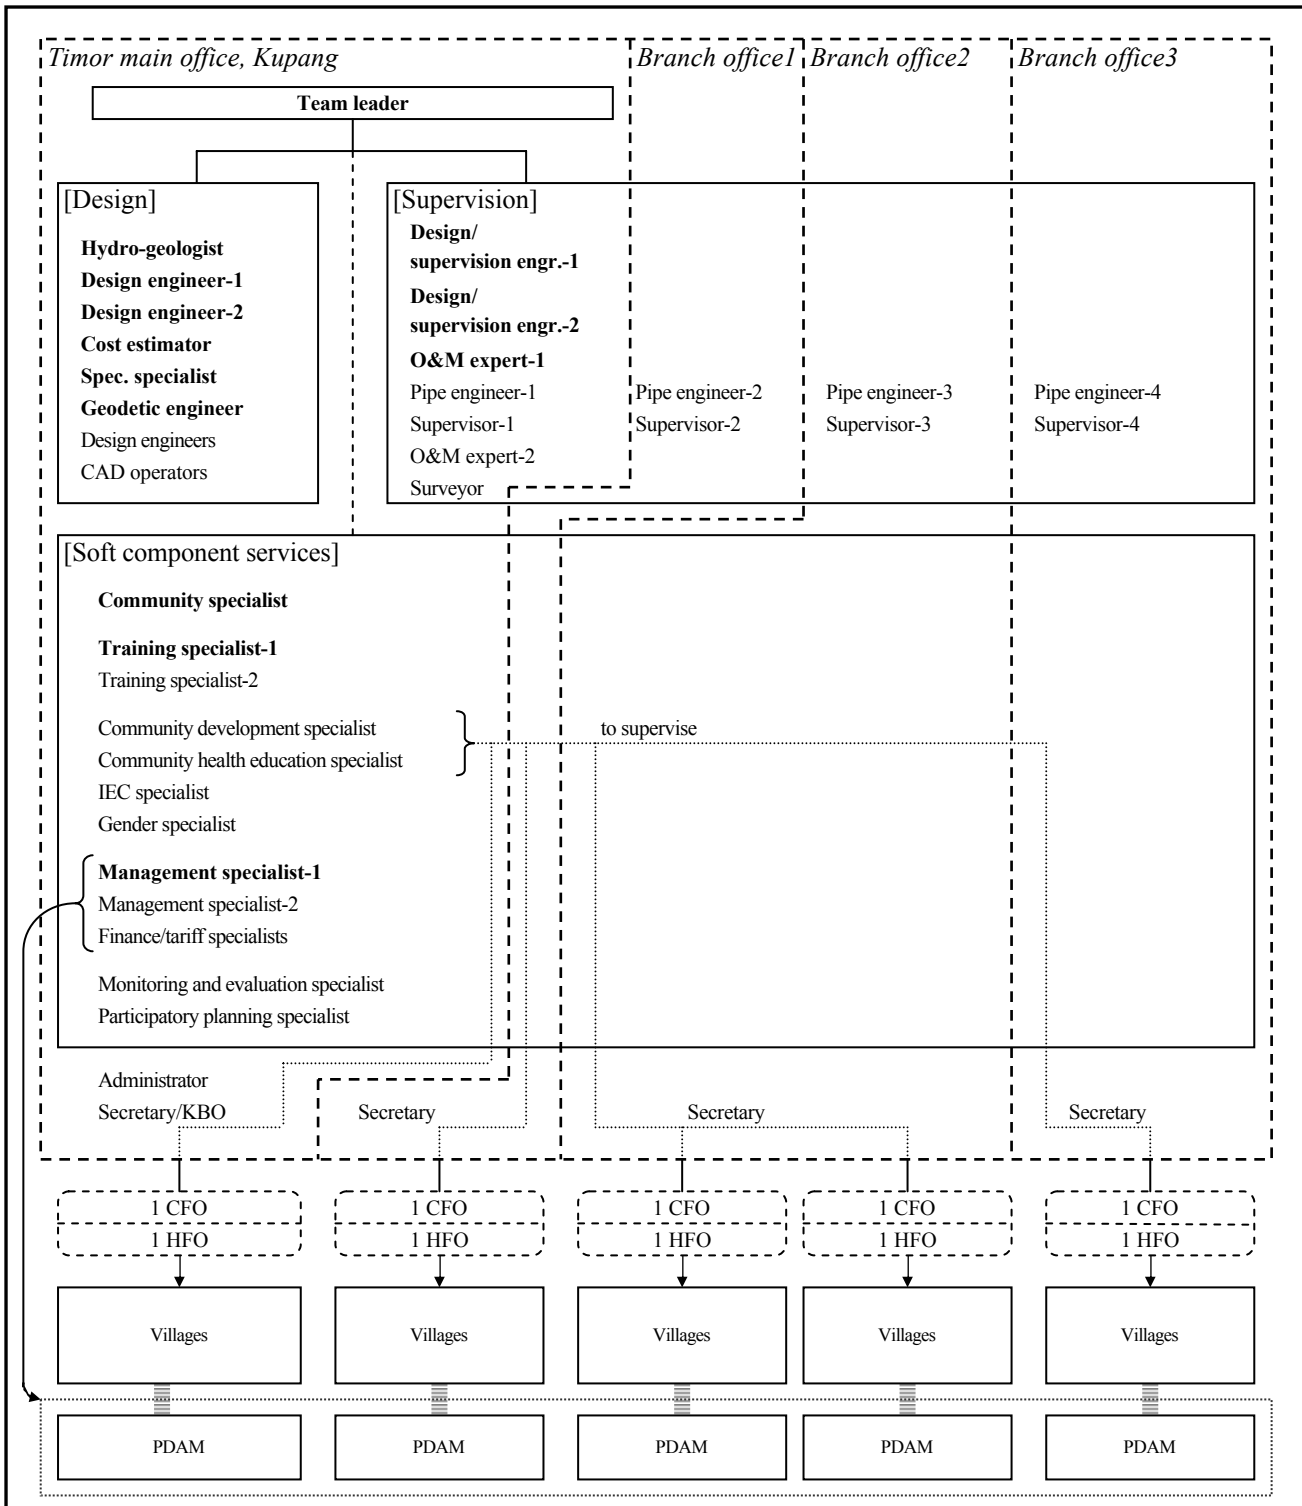 Timor main office, Kupang
Branch office1
Branch office2
Branch office3
Team leader
[Design]
Hydro-geologist
Design engineer-1
Design engineer-2
Cost estimator
Spec. specialist
Geodetic engineer
Design engineers
CAD operators
[Supervision]
Design/
supervision engr.-1
Design/
supervision engr.-2
O&M expert-1
Pipe engineer-1
Supervisor-1
O&M expert-2
Surveyor
Pipe engineer-2
Supervisor-2
Pipe engineer-3
Supervisor-3
Pipe engineer-4
Supervisor-4
[Soft component services]
Community specialist
Training specialist-1
Training specialist-2
Community development specialist
Community health education specialist
to supervise
IEC specialist
Gender specialist
Management specialist-1
Management specialist-2
Finance/tariff specialists
Monitoring and evaluation specialist
Participatory planning specialist
Administrator
Secretary/KBO
Secretary
Secretary
Secretary
1 CFO
1 HFO
1 CFO
1 HFO
1 CFO
1 HFO
1 CFO
1 HFO
1 CFO
1 HFO
Villages
Villages
Villages
Villages
Villages
PDAM
PDAM
PDAM
PDAM
PDAM